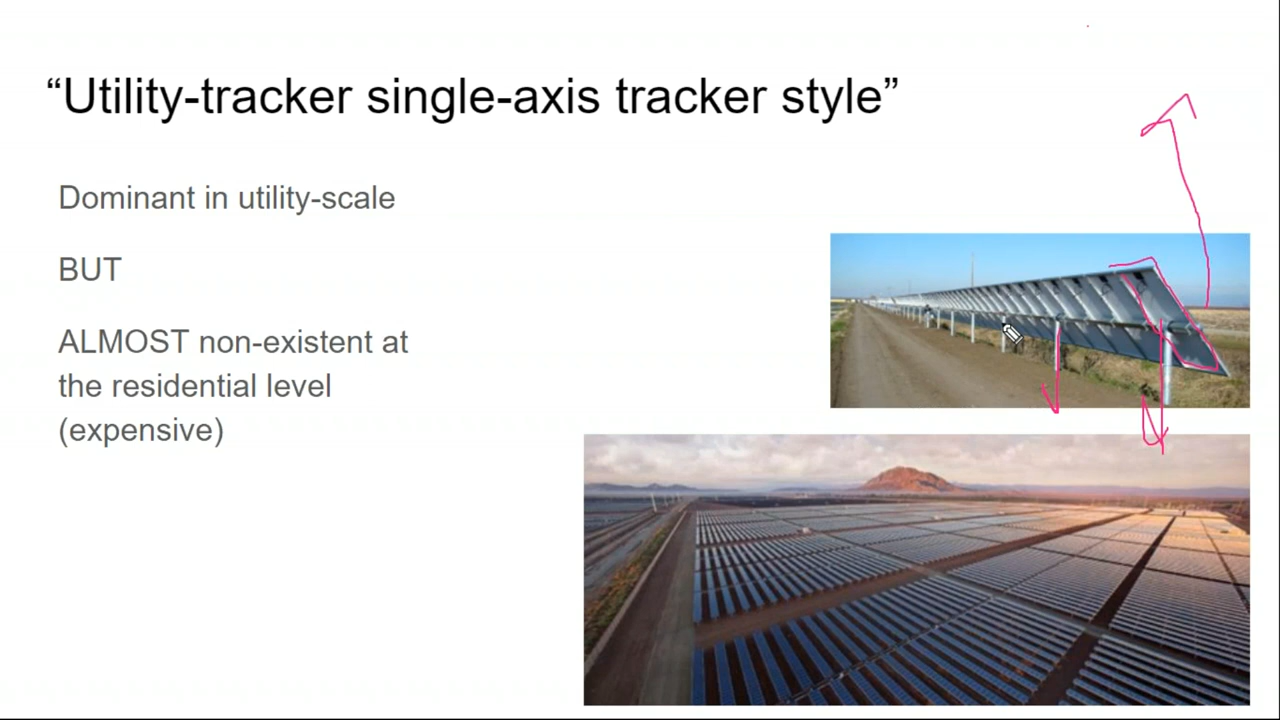 “Utility-tracker single-axis tracker style”
Dominant in utility-scale
BUT
ALMOST non-existent at
the residential level
(expensive)